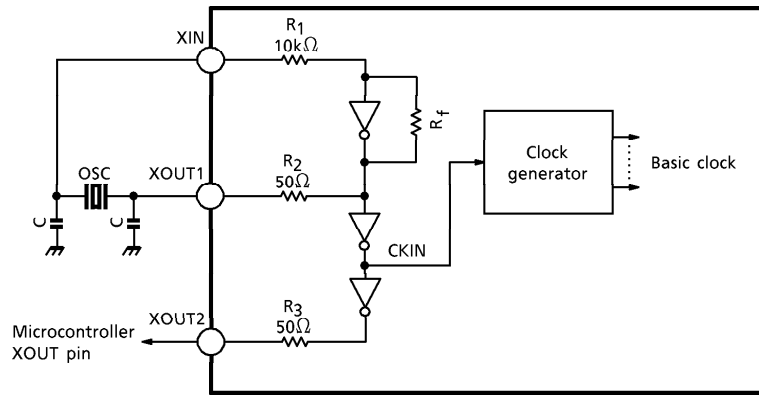 XIN
R1
10kΩ
Rf
OSC
XOUT1
R2
50Ω
C
C
Clock
generator
Basic clock
CKIN
XOUT2
R3
50Ω
Microcontroller
XOUT pin